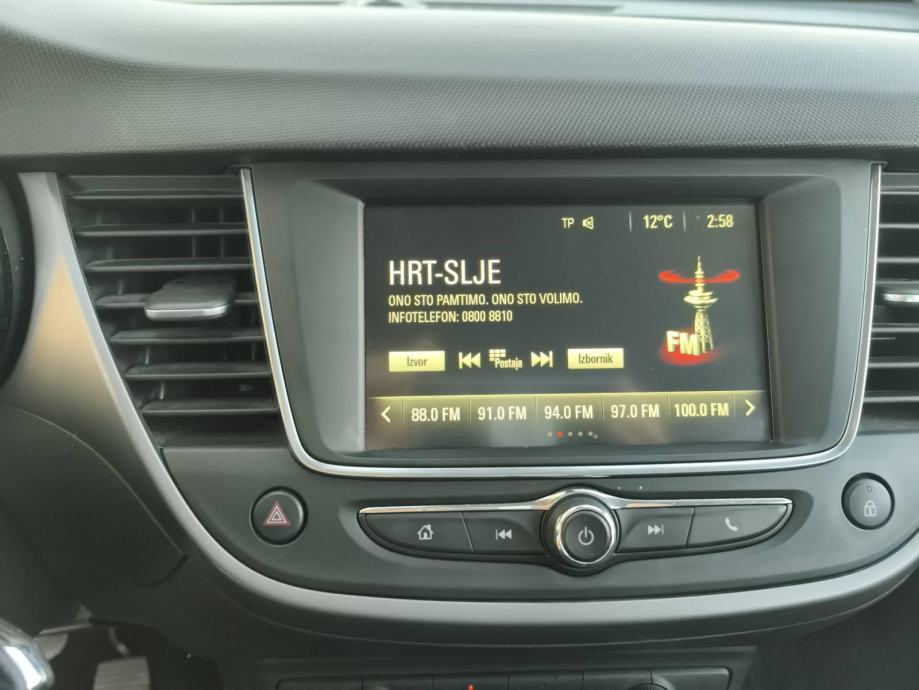 TP 12°C 2:58
HRT-SLJE
ONO STO PAMTIMO. ONO STO VOLIMO.
INFOTELEFON: 0800 8810
FM
Izvor Postaja Izbornik
88.0 FM 91.0 FM 94.0 FM 97.0 FM 100.0 FM